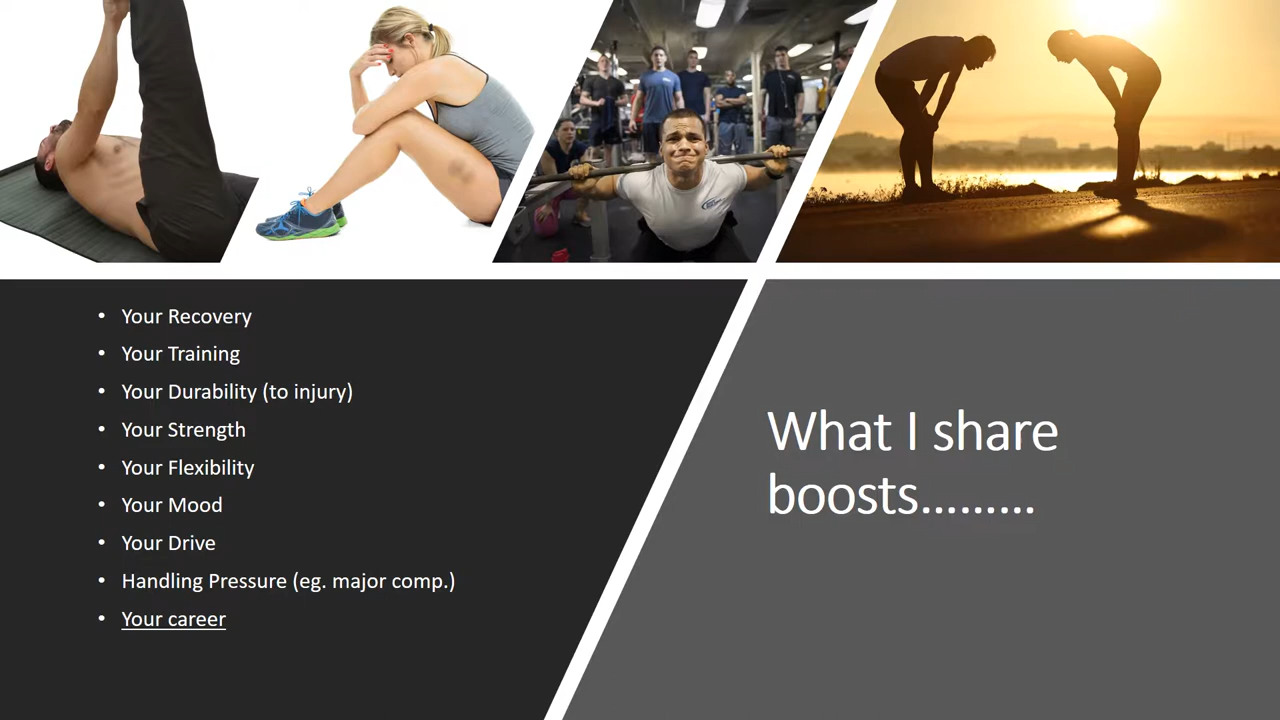 • Your Recovery
• Your Training
• Your Durability (to injury)
• Your Strength
• Your Flexibility
• Your Mood
• Your Drive
• Handling Pressure (eg. major comp.)
• Your career
What I share
boosts.........